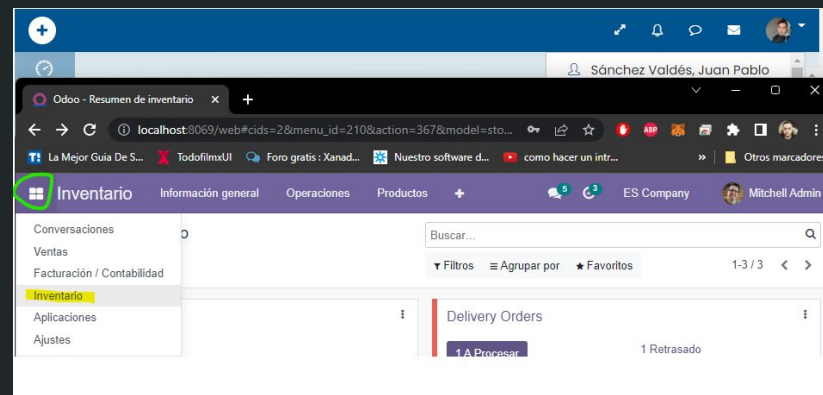 Sánchez Valdés, Juan Pablo
Odoo - Resumen de inventario
localhost:8069/web#cids=2&menu_id=210&action=367&model=sto...
ABP
T! La Mejor Guia De S... TodofilmxUI Foro gratis : Xanad... Nuestro software d... como hacer un intr... » Otros marcadores
Inventario Información general Operaciones Productos + 5 3 ES Company Mitchell Admin
Conversaciones
Buscar...
Ventas
Facturación / Contabilidad
Filtros Agrupar por Favoritos 1-3 / 3
Inventario
Aplicaciones
Delivery Orders
Ajustes
1 A Procesar 1 Retrasado